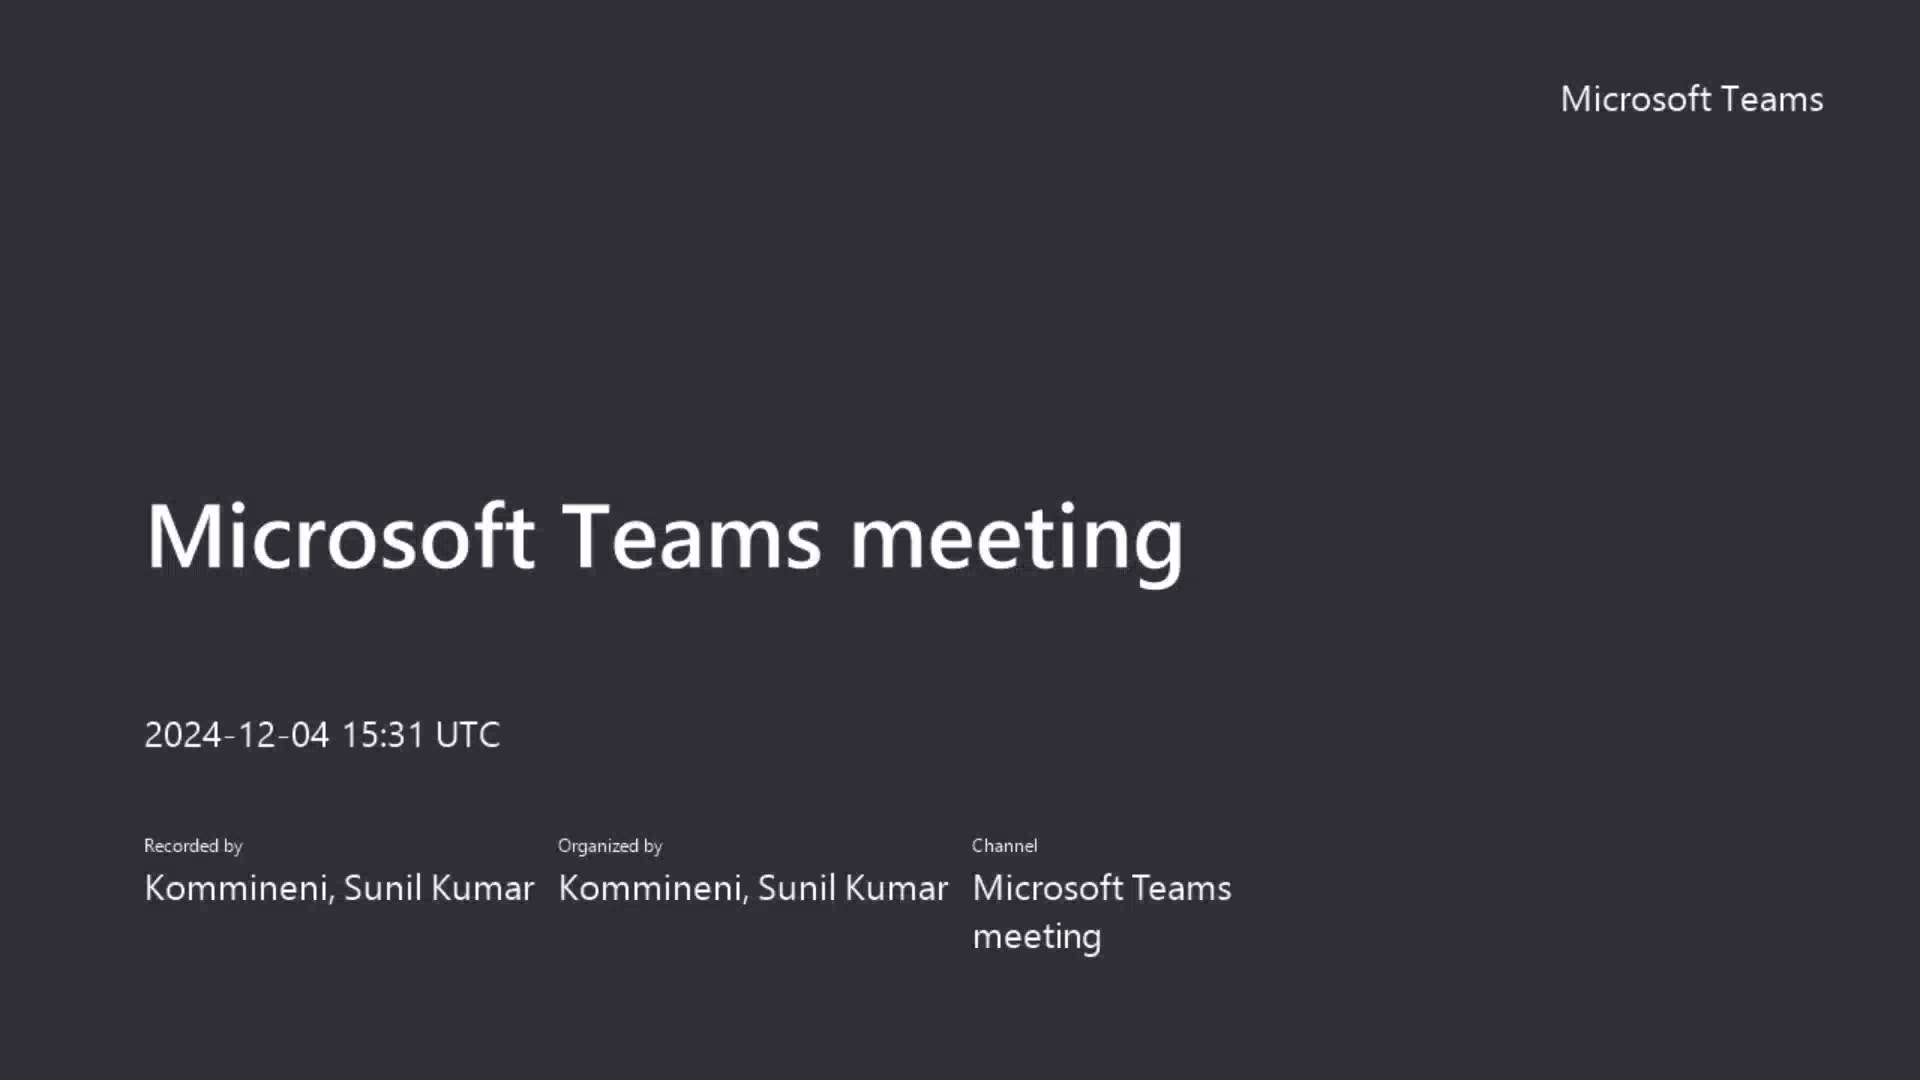 Microsoft Teams
Microsoft Teams meeting
2024-12-04 15:31 UTC
Recorded by
Kommineni, Sunil Kumar
Organized by
Kommineni, Sunil Kumar
Channel
Microsoft Teams
meeting